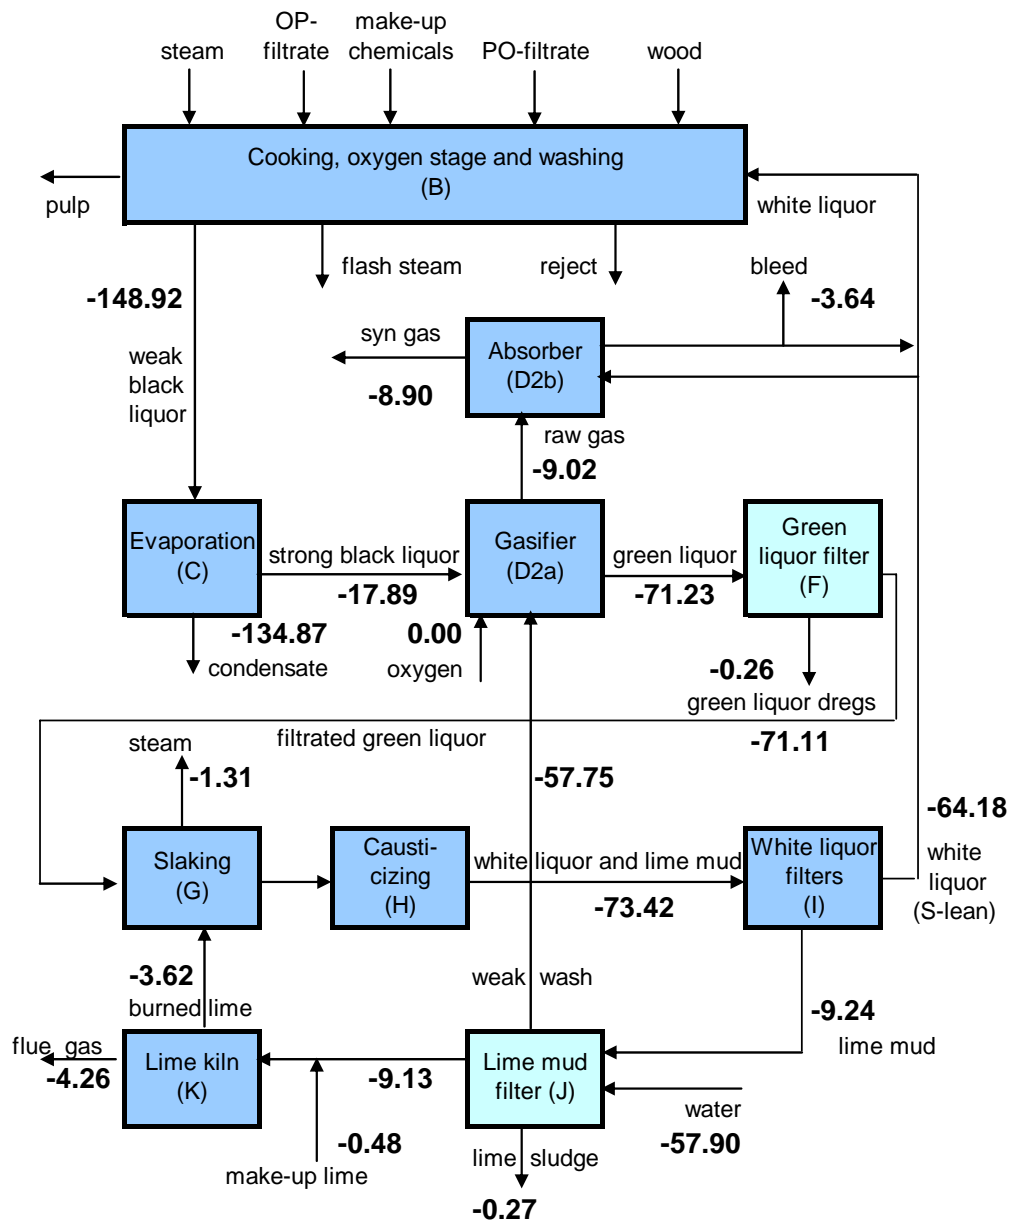 steam
OP-
filtrate
make-up
chemicals
PO-filtrate
wood
Cooking, oxygen stage and washing
(B)
pulp
white liquor
flash steam
reject
bleed
-148.92
-3.64
syn gas
Absorber
(D2b)
-8.90
weak
black
liquor
raw gas
-9.02
Evaporation
(C)
strong black liquor
-17.89
Gasifier
(D2a)
green liquor
-71.23
Green
liquor filter
(F)
-134.87
condensate
0.00
oxygen
-0.26
green liquor dregs
filtrated green liquor
-71.11
steam
-1.31
-57.75
-64.18
Slaking
(G)
Causti-
cizing
(H)
white liquor and lime mud
-73.42
White liquor
filters
(I)
white
liquor
(S-lean)
-3.62
burned lime
weak wash
-9.24
lime mud
flue gas
-4.26
Lime kiln
(K)
-9.13
Lime mud
filter (J)
water
-57.90
-0.48
make-up lime
lime sludge
-0.27